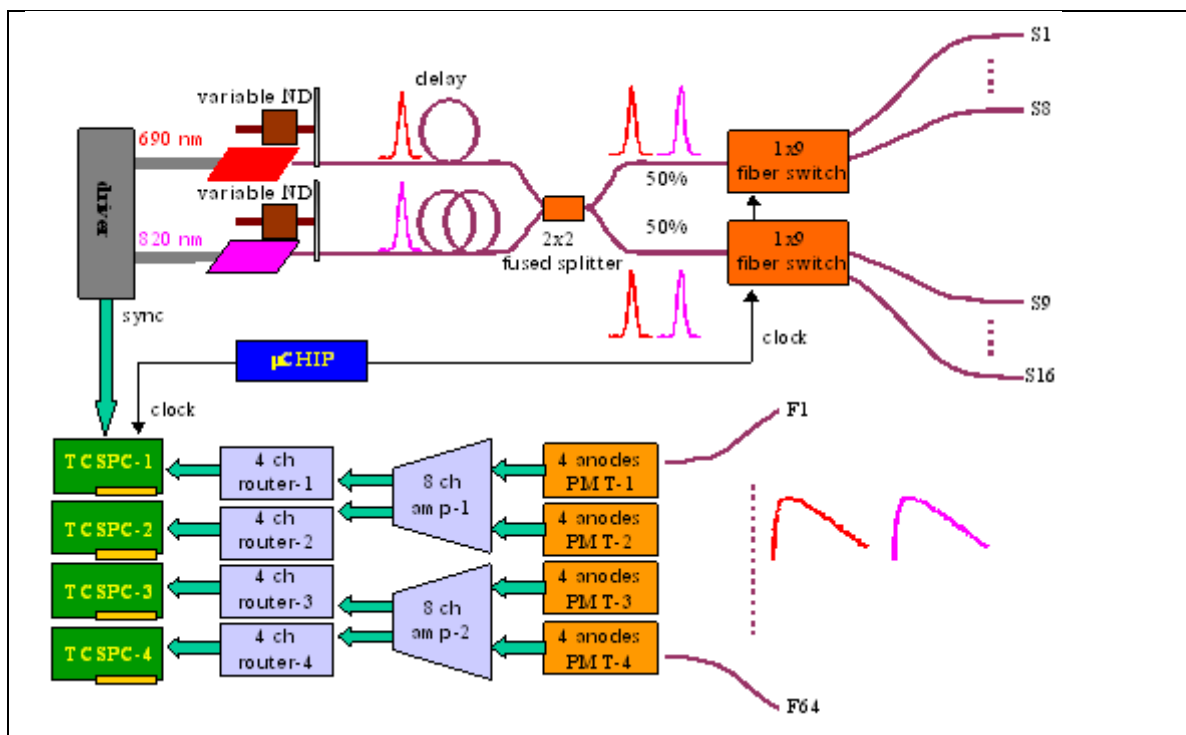 S1
delay
variable ND
S8
690 nm
1x9
fiber switch
50%
variable ND
driver
820 nm
50%
2x2
fused splitter
1x9
fiber switch
S9
sync
clock
µCHIP
S16
clock
F1
TCSPC-1
4 ch
router-1
8 ch
amp-1
4 anodes
PMT-1
TCSPC-2
4 ch
router-2
4 anodes
PMT-2
TCSPC-3
4 ch
router-3
8 ch
amp-2
4 anodes
PMT-3
TCSPC-4
4 ch
router-4
4 anodes
PMT-4
F64